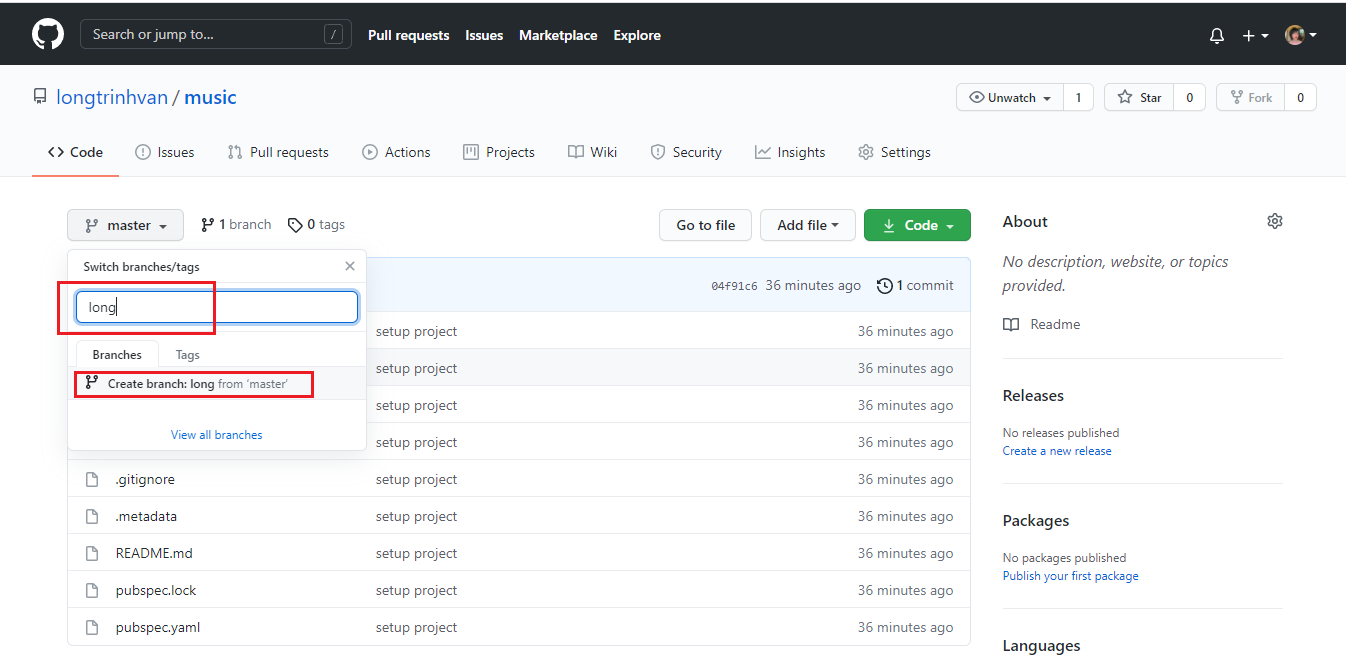 Search or jump to... /
Pull requests Issues Marketplace Explore
longtrinhvan / music
Unwatch 1 Star 0 Fork 0
Code Issues Pull requests Actions Projects Wiki Security Insights Settings
master 1 branch 0 tags Go to file Add file Code
Switch branches/tags
long
Branches Tags
Create branch: long from ‘master’
View all branches
04f91c6 36 minutes ago 1 commit
setup project 36 minutes ago
setup project 36 minutes ago
setup project 36 minutes ago
setup project 36 minutes ago
.gitignore setup project 36 minutes ago
.metadata setup project 36 minutes ago
README.md setup project 36 minutes ago
pubspec.lock setup project 36 minutes ago
pubspec.yaml setup project 36 minutes ago
About
No description, website, or topics
provided.
Readme
Releases
No releases published
Create a new release
Packages
No packages published
Publish your first package
Languages